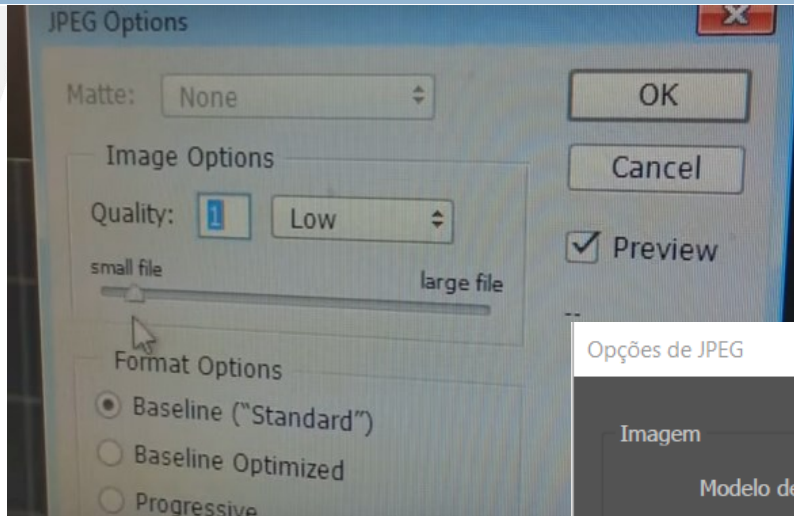 JPEG Options
Matte: None
OK
Image Options
Cancel
Quality: 1 Low
Preview
small file
large file
--
Format Options
Baseline ("Standard")
Baseline Optimized
Progressive
Opções de JPEG
Imagem
Modelo de